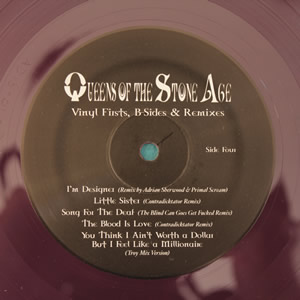 Queens of the Stone Age
Vinyl Firsts, B-Sides & Remixes
Side Four
I'm Designer (Remix by Adrian Sherwood & Primal Scream)
Little Sister (Contradicktator Remix)
Song For The Deaf (The Blind Can Goes Get Fucked Remix)
The Blood Is Love (Contradicktator Remix)
You Think I Ain't Worth a Dollar
But I Feel Like a Millionaire
(Troy Mix Version)